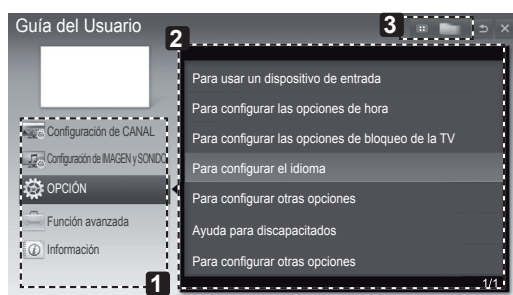 Guía del Usuario
3
2
Configuración de CANAL
Configuración de IMAGEN y SONIDO
OPCIÓN
Función avanzada
Información
1
Para usar un dispositivo de entrada
Para configurar las opciones de hora
Para configurar las opciones de bloqueo de la TV
Para configurar el idioma
Para configurar otras opciones
Ayuda para discapacitados
Para configurar otras opciones
1/1